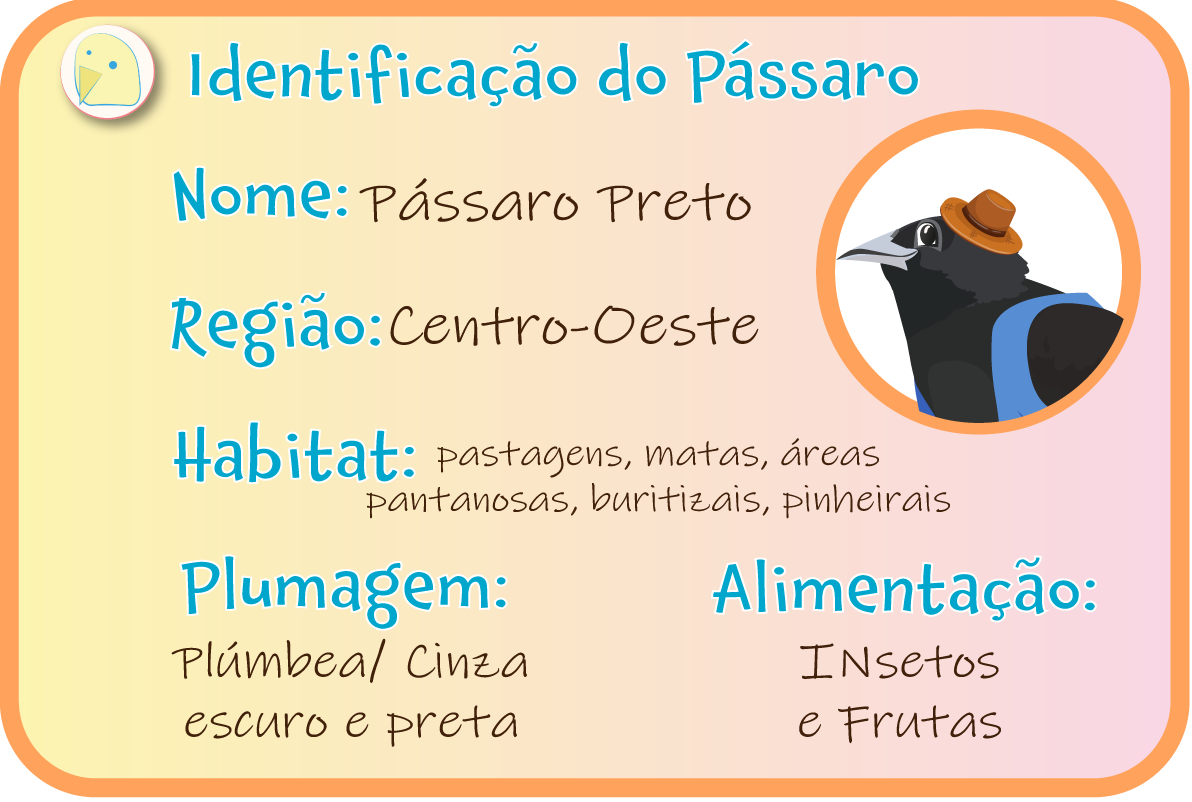 Identificação do Pássaro
Nome: Pássaro Preto
Região: Centro-Oeste
Habitat: pastagens, matas, áreas
pantanosas, buritizais, pinheirais
Plumagem:
Plúmbea/ Cinza
escuro e preta
Alimentação:
INsetos
e Frutas